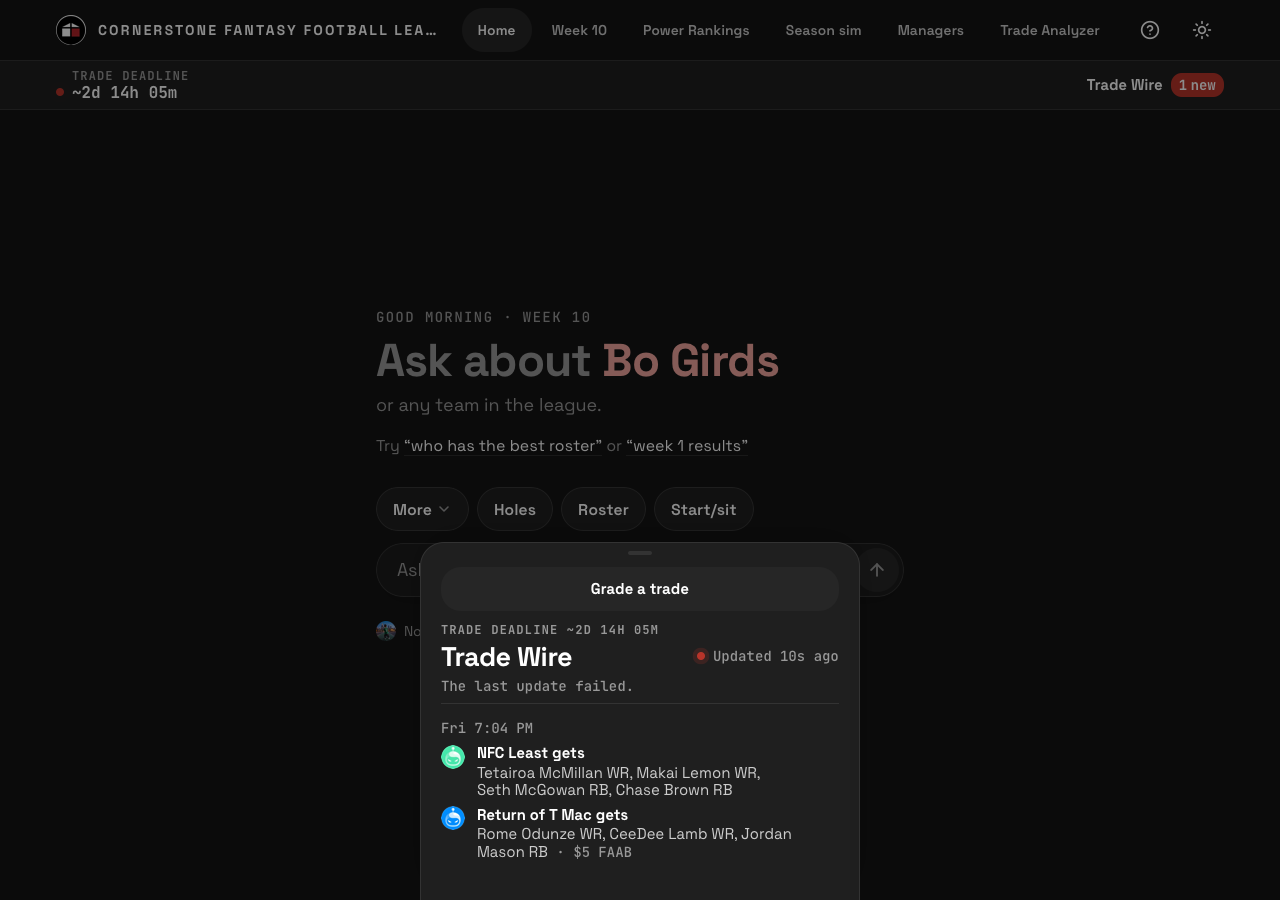 CORNERSTONE FANTASY FOOTBALL LEA…
Home
Week 10
Power Rankings
Season sim
Managers
Trade Analyzer
TRADE DEADLINE
~2d 14h 05m
Trade Wire
1 new
GOOD MORNING · WEEK 10
Ask about Bo Girds
or any team in the league.
Try “who has the best roster” or “week 1 results”
More
Holes
Roster
Start/sit
Grade a trade
TRADE DEADLINE ~2D 14H 05M
Trade Wire
Updated 10s ago
The last update failed.
Fri 7:04 PM
NFC Least gets
Tetairoa McMillan WR, Makai Lemon WR,
Seth McGowan RB, Chase Brown RB
Return of T Mac gets
Rome Odunze WR, CeeDee Lamb WR, Jordan
Mason RB · $5 FAAB